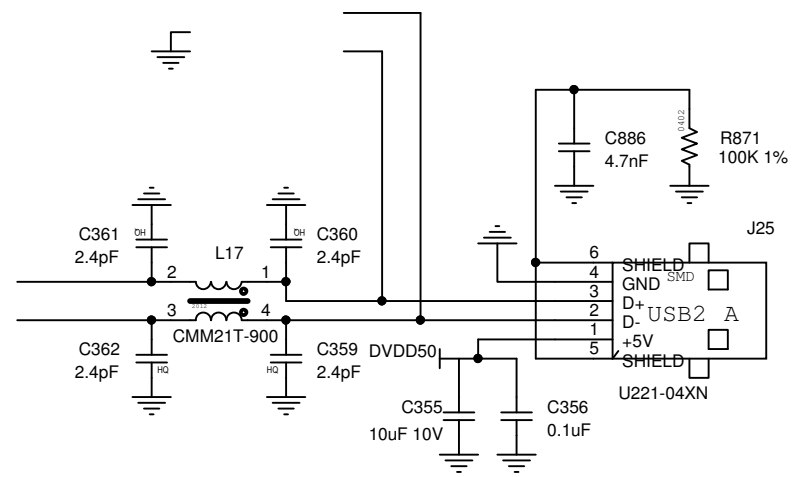 0402
C886
4.7nF
R871
100K 1%
J25
C361
2.4pF
HQ
L17
HQ
C360
2.4pF
2
1
2012
3
4
CMM21T-900
C362
2.4pF
HQ
HQ
C359
2.4pF
DVDD50
6
SHIELD
SMD
4
GND
3
D+
USB2 A
2
D-
1
+5V
5
SHIELD
U221-04XN
C355
10uF 10V
C356
0.1uF